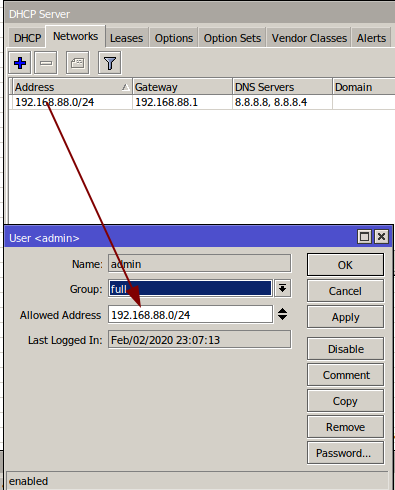 DHCP Server
DHCP Networks Leases Options Option Sets Vendor Classes Alerts
Address Gateway DNS Servers Domain
192.168.88.0/24 192.168.88.1 8.8.8.8, 8.8.8.4
User <admin>
Name: admin OK
Group: full Cancel
Allowed Address 192.168.88.0/24 Apply
Last Logged In: Feb/02/2020 23:07:13
Disable
Comment
Copy
Remove
Password...
enabled